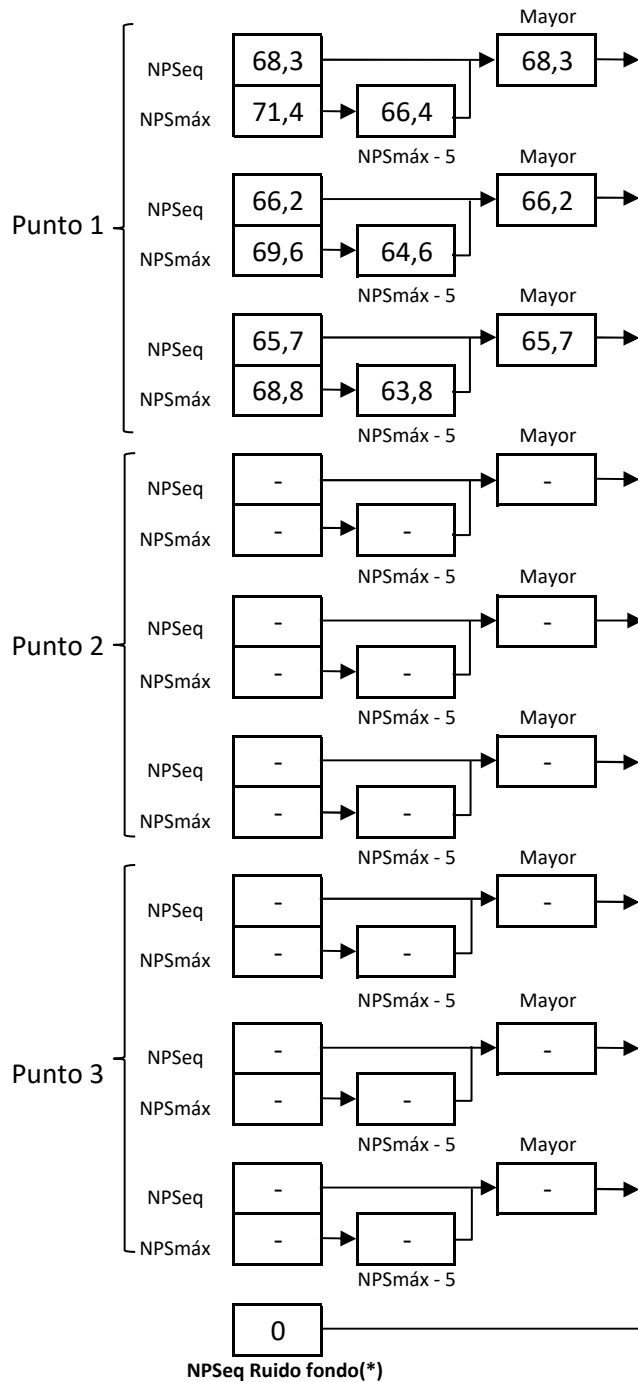 Mayor
NPSeq 68,3 68,3
NPSmáx 71,4 66,4
NPSmáx - 5 Mayor
NPSeq 66,2 66,2
Punto 1
NPSmáx 69,6 64,6
NPSmáx - 5 Mayor
NPSeq 65,7 65,7
NPSmáx 68,8 63,8
NPSmáx - 5 Mayor
NPSeq - -
NPSmáx - -
NPSmáx - 5 Mayor
NPSeq - -
Punto 2
NPSmáx - -
NPSmáx - 5 Mayor
NPSeq - -
NPSmáx - -
NPSmáx - 5 Mayor
NPSeq - -
NPSmáx - -
NPSmáx - 5 Mayor
NPSeq - -
Punto 3
NPSmáx - -
NPSmáx - 5 Mayor
NPSeq - -
NPSmáx - -
NPSmáx - 5
0
NPSeq Ruido fondo(*)